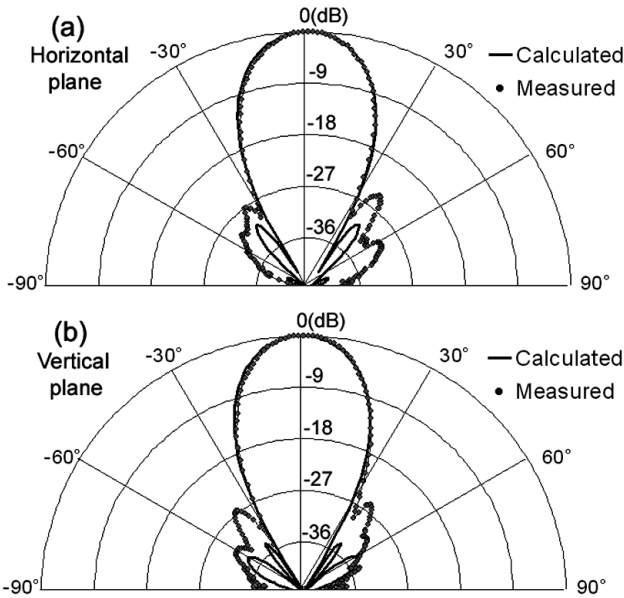 (a)
0(dB)
Horizontal
plane
-30°
30°
Calculated
Measured
-9
-18
-60°
60°
-27
-36
-90°
90°
(b)
0(dB)
Vertical
plane
-30°
30°
Calculated
Measured
-9
-18
-60°
60°
-27
-36
-90°
90°